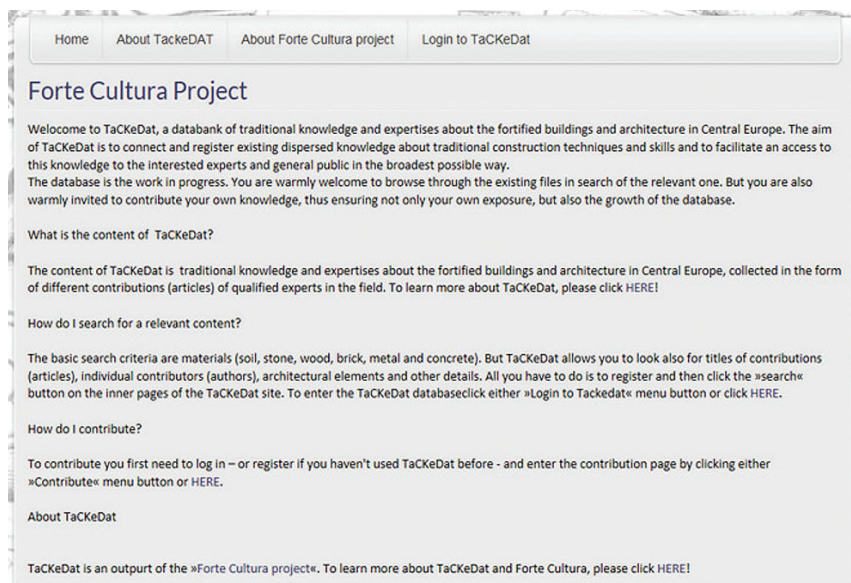 Home About TackeDAT About Forte Cultura project Login to TaCKeDat
Forte Cultura Project
Welocome to TaCKeDat, a databank of traditional knowledge and expertises about the fortified buildings and architecture in Central Europe. The aim
of TaCKeDat is to connect and register existing dispersed knowledge about traditional construction techniques and skills and to facilitate an access to
this knowledge to the interested experts and general public in the broadest possible way.
The database is the work in progress. You are warmly welcome to browse through the existing files in search of the relevant one. But you are also
warmly invited to contribute your own knowledge, thus ensuring not only your own exposure, but also the growth of the database.
What is the content of TaCKeDat?
The content of TaCKeDat is traditional knowledge and expertises about the fortified buildings and architecture in Central Europe, collected in the form
of different contributions (articles) of qualified experts in the field. To learn more about TaCKeDat, please click HERE!
How do I search for a relevant content?
The basic search criteria are materials (soil, stone, wood, brick, metal and concrete). But TaCKeDat allows you to look also for titles of contributions
(articles), individual contributors (authors), architectural elements and other details. All you have to do is to register and then click the »search«
button on the inner pages of the TaCKeDat site. To enter the TaCKeDat databaseclick either »Login to Tackedat« menu button or click HERE.
How do I contribute?
To contribute you first need to log in – or register if you haven't used TaCKeDat before - and enter the contribution page by clicking either
»Contribute« menu button or HERE.
About TaCKeDat
TaCKeDat is an outpurt of the »Forte Cultura project«. To learn more about TaCKeDat and Forte Cultura, please click HERE!